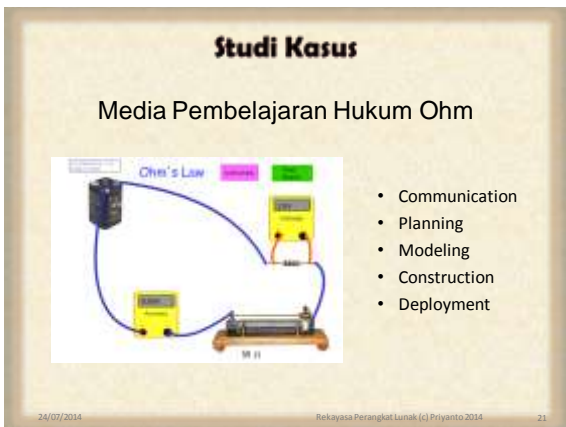 Studi Kasus
Media Pembelajaran Hukum Ohm
Ohm's Law
• Communication
• Planning
• Modeling
• Construction
• Deployment
24/07/2014
Rekayasa Perangkat Lunak (c) Priyanto 2014
21